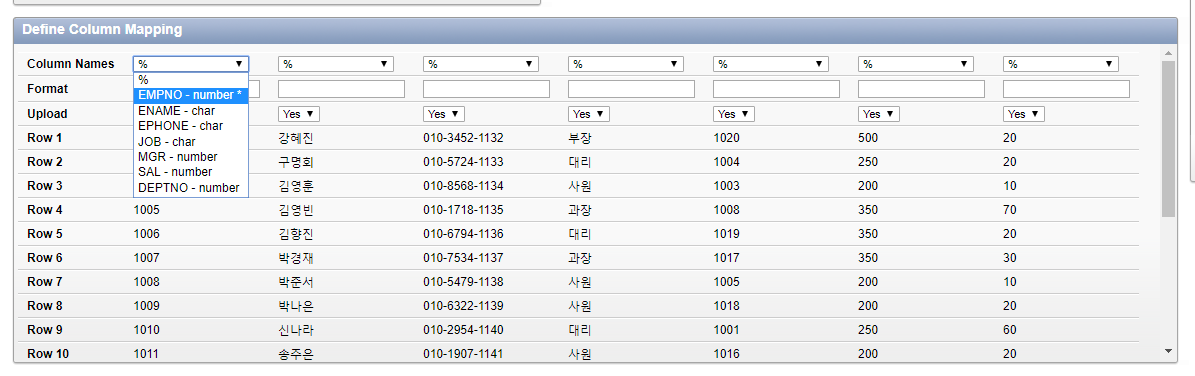 Define Column Mapping
Column Names % % % % % % %
%
Format EMPNO - number *
ENAME - char
Upload Yes Yes Yes Yes Yes Yes
EPHONE - char
Row 1 JOB - char 강혜진 010-3452-1132 부장 1020 500 20
Row 2 MGR - number 구명회 010-5724-1133 대리 1004 250 20
SAL - number
Row 3 DEPTNO - number 김영훈 010-8568-1134 사원 1003 200 10
Row 4 1005 김영빈 010-1718-1135 과장 1008 350 70
Row 5 1006 김향진 010-6794-1136 대리 1019 350 20
Row 6 1007 박경재 010-7534-1137 과장 1017 350 30
Row 7 1008 박준서 010-5479-1138 사원 1005 200 10
Row 8 1009 박나은 010-6322-1139 사원 1018 200 20
Row 9 1010 신나라 010-2954-1140 대리 1001 250 60
Row 10 1011 송주은 010-1907-1141 사원 1016 200 20